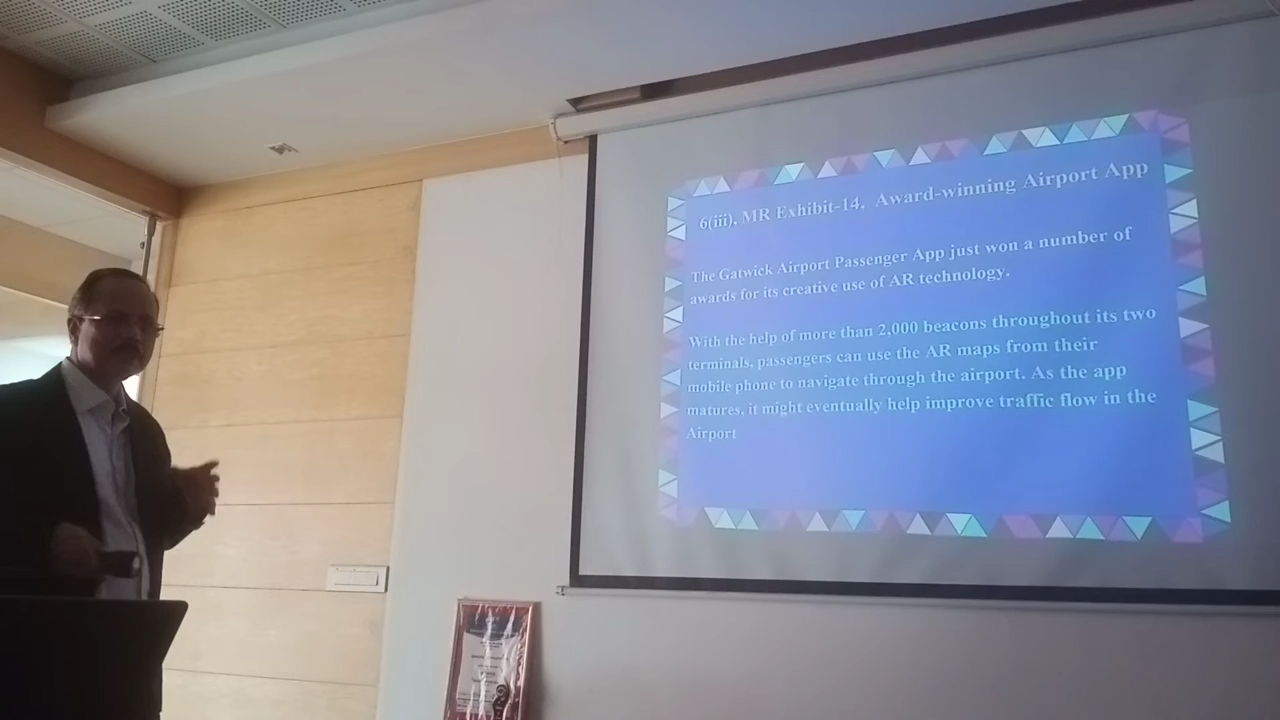 6(iii). MR Exhibit-14. Award-winning Airport App
The Gatwick Airport Passenger App just won a number of
awards for its creative use of AR technology.
With the help of more than 2,000 beacons throughout its two
terminals, passengers can use the AR maps from their
mobile phone to navigate through the airport. As the app
matures, it might eventually help improve traffic flow in the
Airport